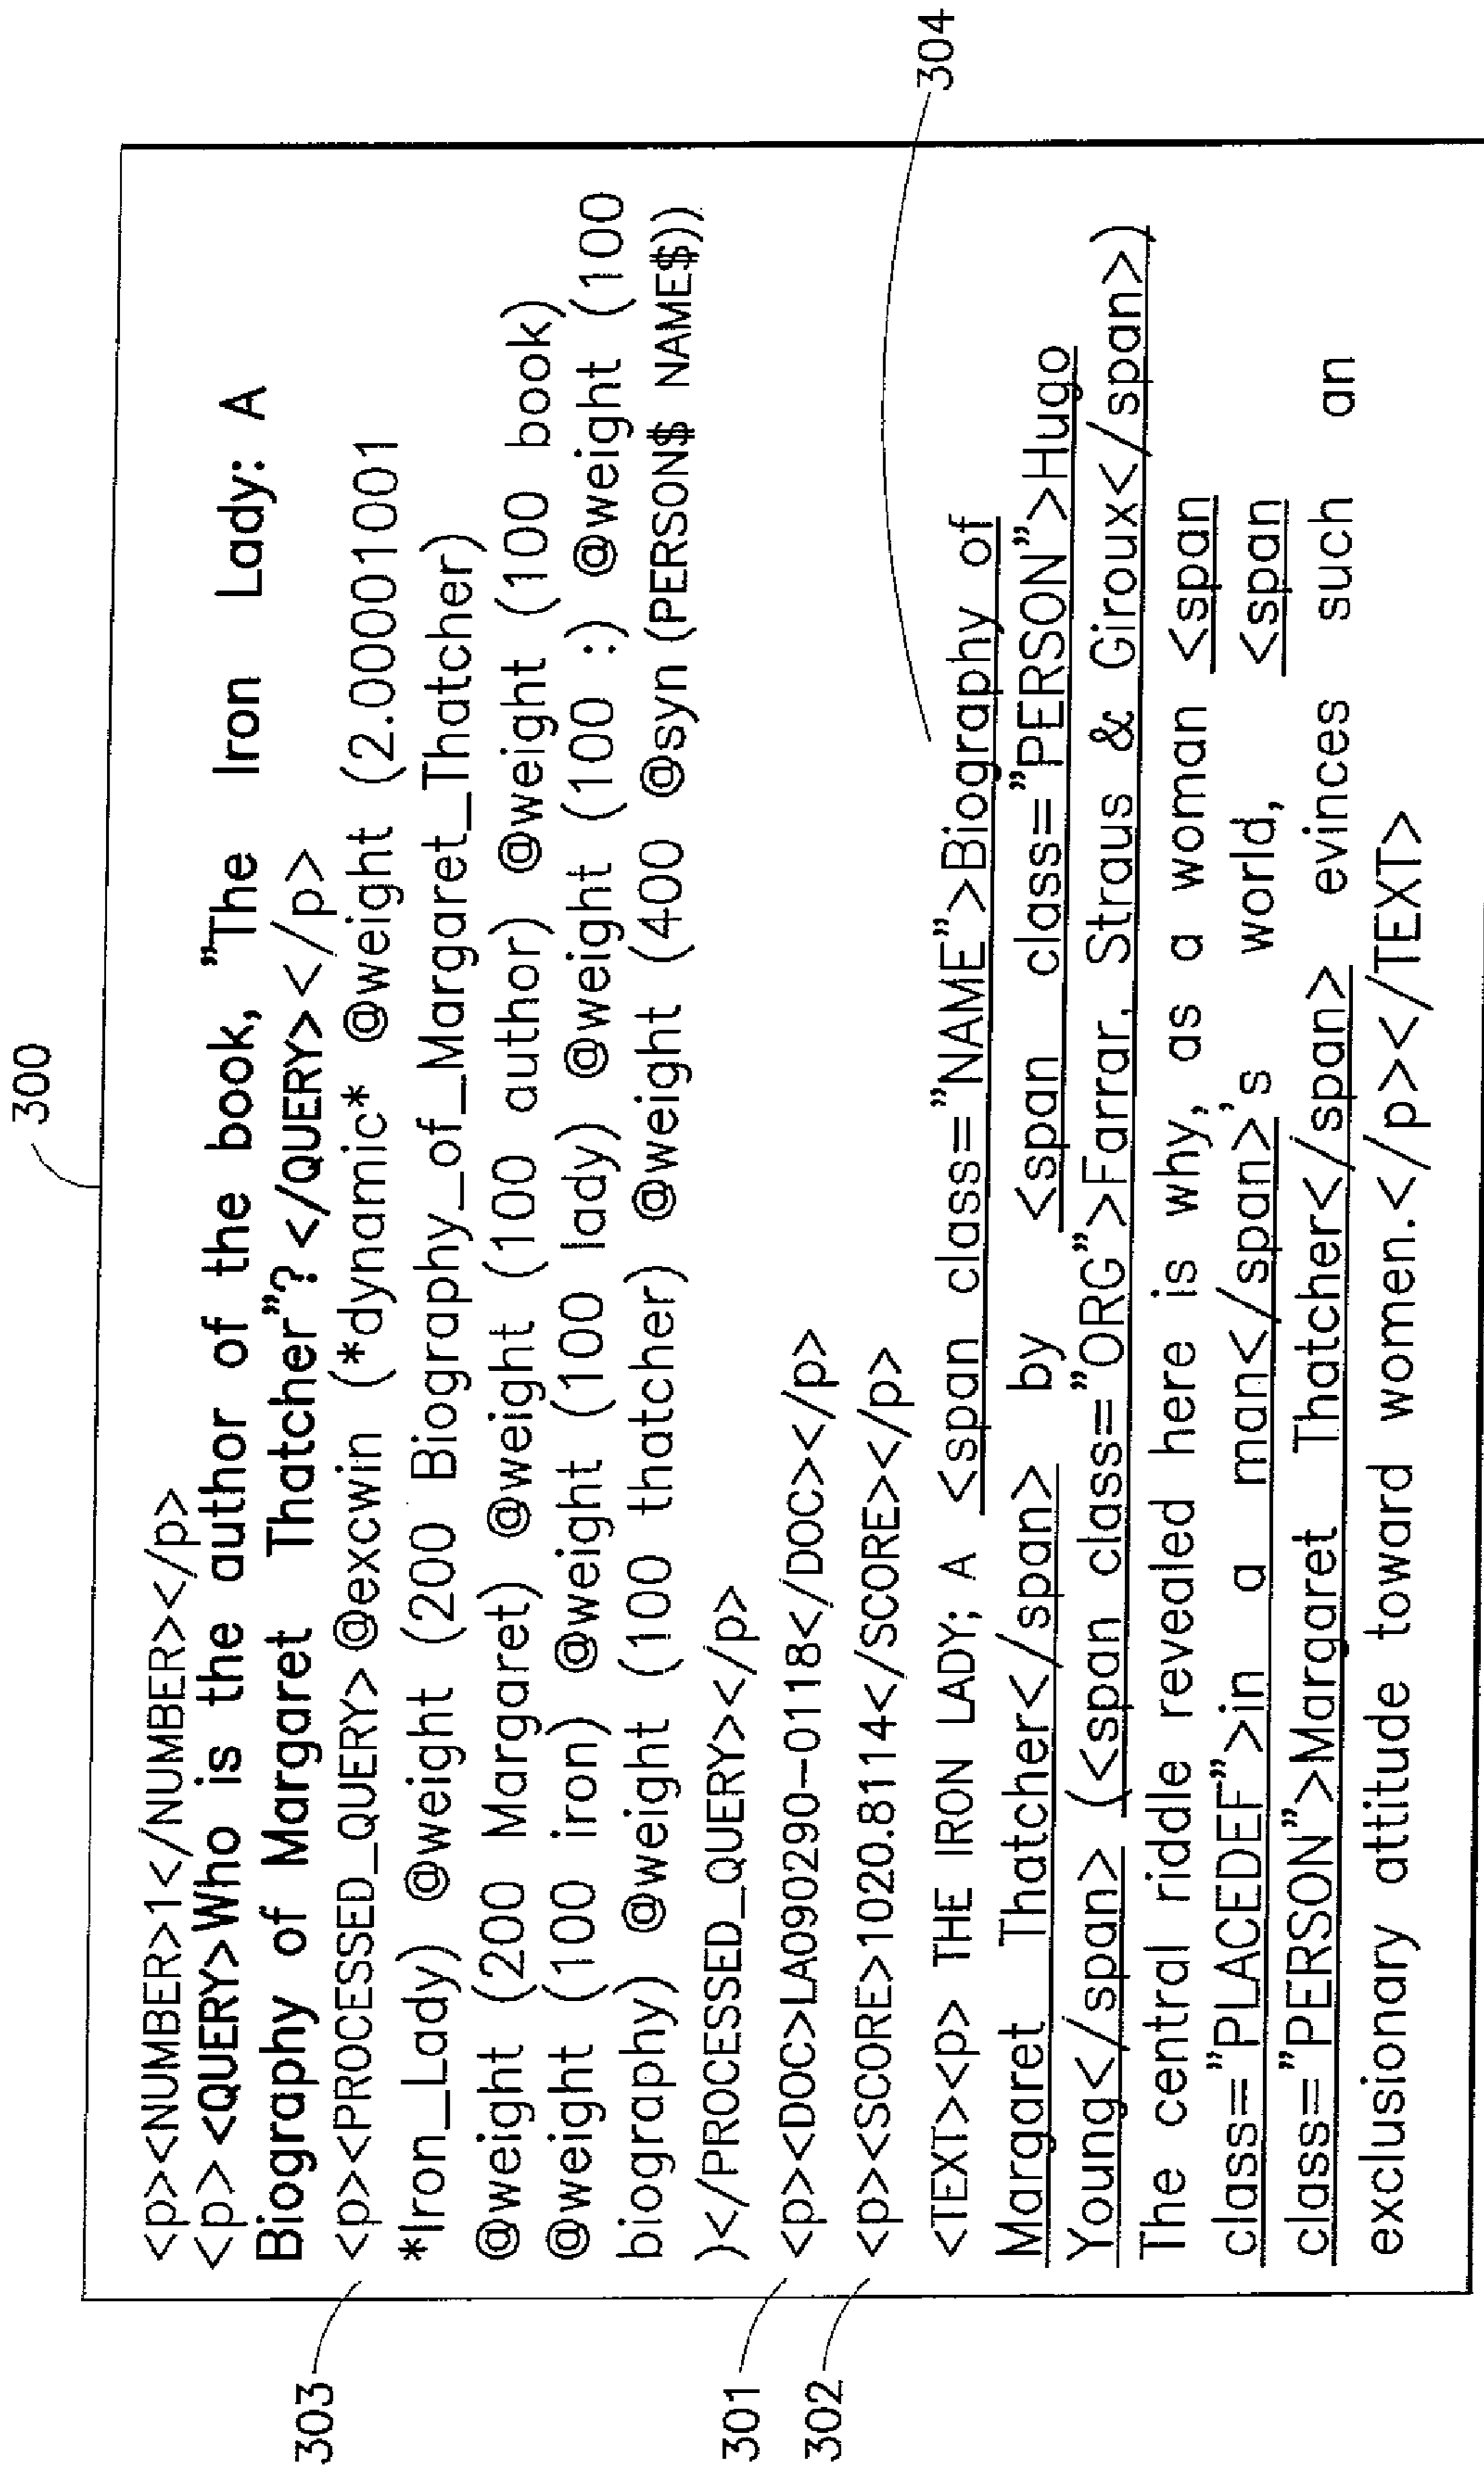 300
<p><NUMBER>1</NUMBER></p>
<p><QUERY>Who is the author of the book, "The Iron Lady: A
Biography of Margaret Thatcher"?</QUERY></p>
303
<p><PROCESSED_QUERY>@excwin (*dynamic* @weight (2.00001001
*Iron_Lady) @weight (200 Biography_of_Margaret_Thatcher)
@weight (200 Margaret) @weight (100 author) @weight (100 book)
@weight (100 iron) @weight (100 lady) @weight (100 :) @weight (100
biography) @weight (100 thatcher) @weight (400 @syn (PERSON$ NAME$))
)</PROCESSED_QUERY></p>
301
<p><DOC>LA090290-0118</DOC></p>
302
<p><SCORE>1020.8114</SCORE></p>
304
<TEXT><p> THE IRON LADY; A <span class="NAME">Biography of
Margaret Thatcher</span> by <span class="PERSON">Hugo
Young</span> (<span class="ORG">Farrar, Straus & Giroux</span>)
The central riddle revealed here is why, as a woman <span
class="PLACEDEF">in a man</span>'s world, <span
class="PERSON">Margaret Thatcher</span> evinces such an
exclusionary attitude toward women.</p></TEXT>